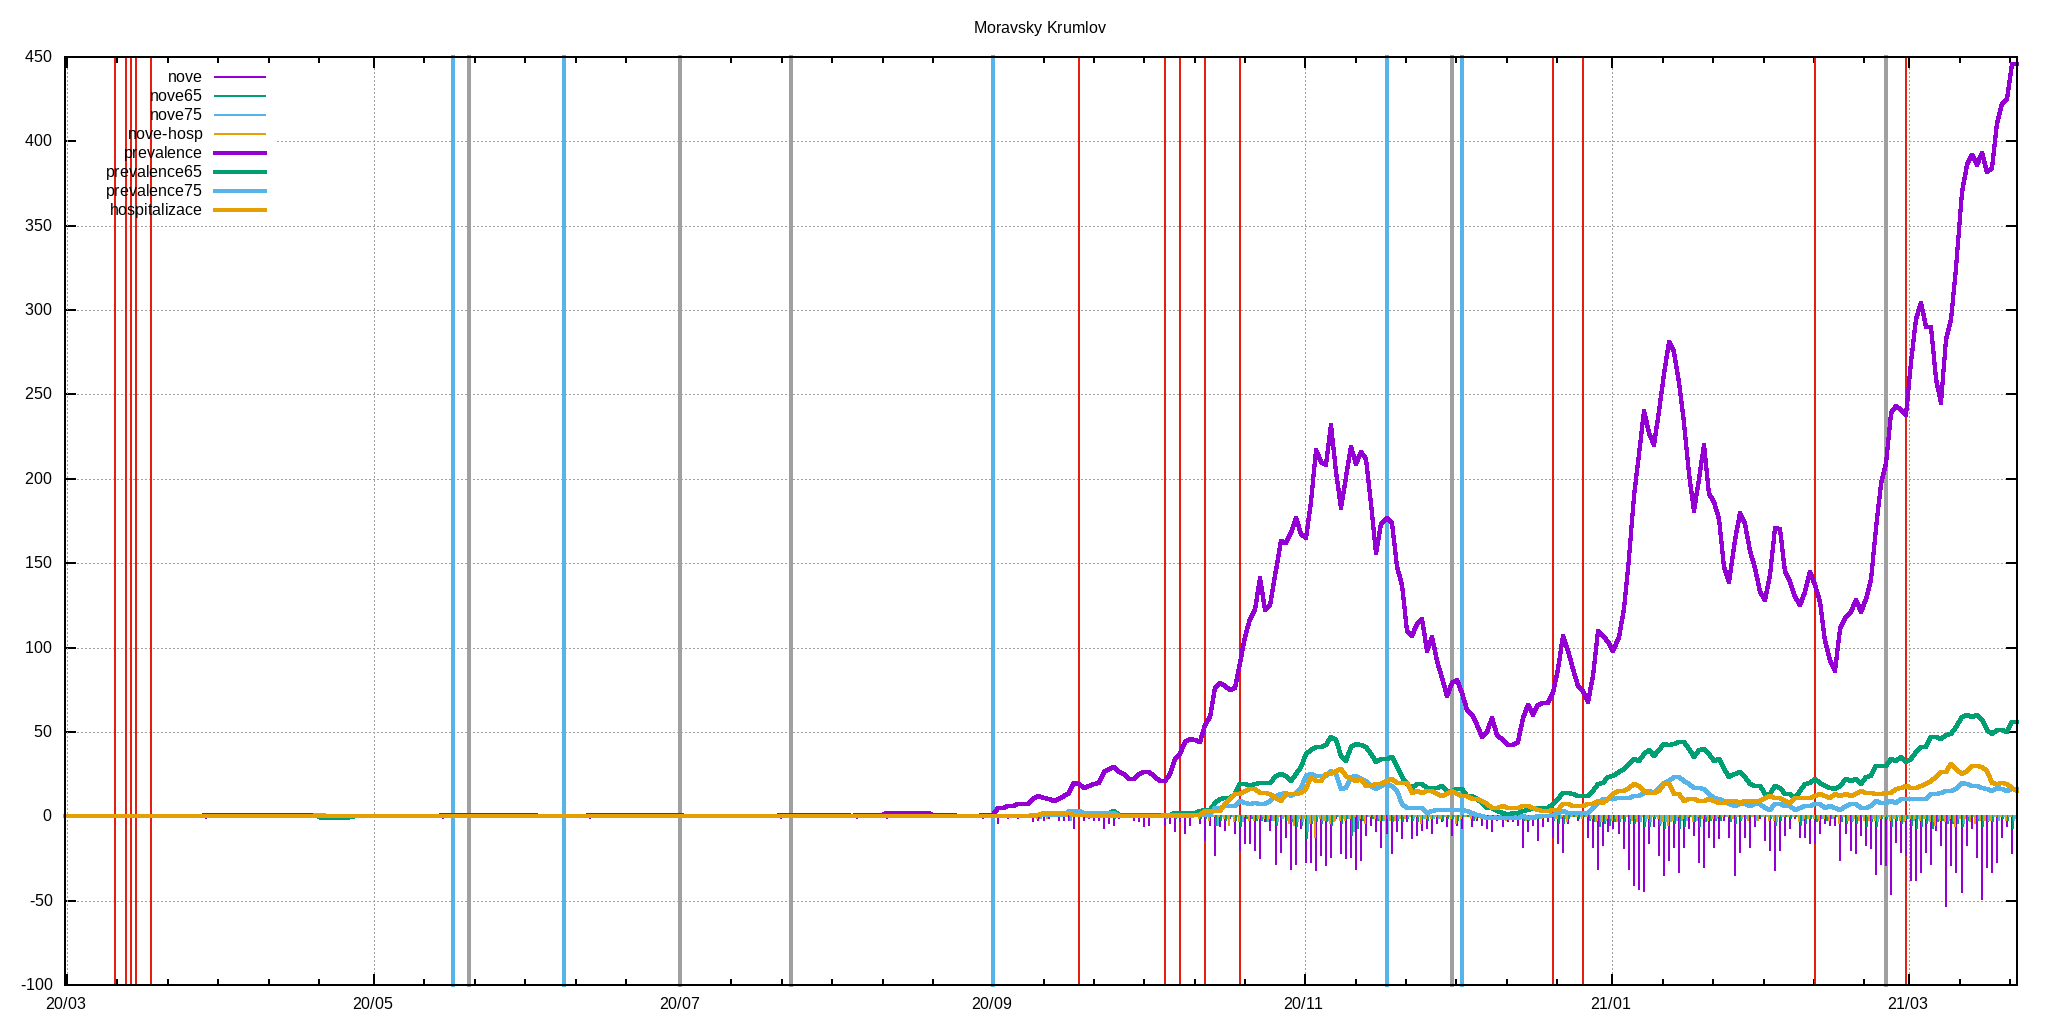 Moravsky Krumlov
450
400
350
300
250
200
150
100
50
0
-50
-100
nove
nove65
nove75
nove-hosp
prevalence
prevalence65
prevalence75
hospitalizace
20/03 20/05 20/07 20/09 20/11 21/01 21/03